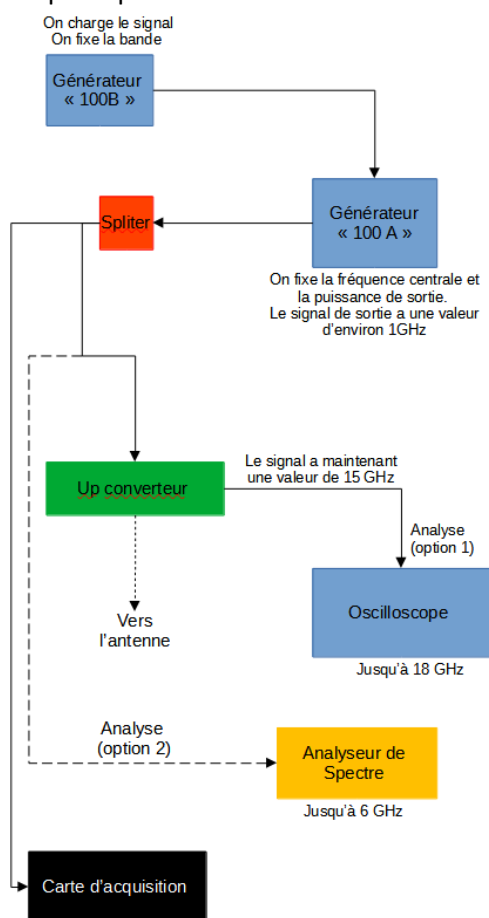 On charge le signal
On fixe la bande
Générateur
« 100B »
Spliter
Générateur
« 100 A »
On fixe la fréquence centrale et
la puissance de sortie.
Le signal de sortie a une valeur
d'environ 1GHz
Up converteur
Le signal a maintenant
une valeur de 15 GHz
Analyse
(option 1)
Vers
l'antenne
Oscilloscope
Jusqu'à 18 GHz
Analyse
(option 2)
Analyseur de
Spectre
Jusqu'à 6 GHz
Carte d'acquisition